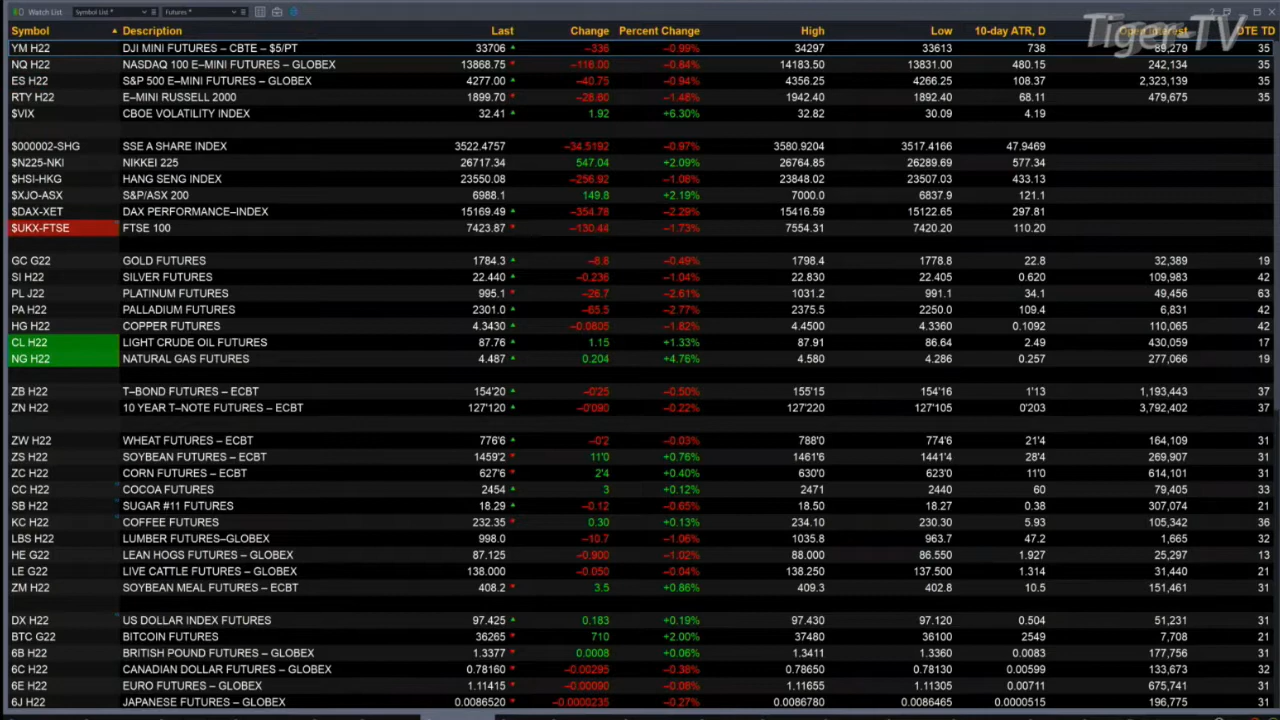 Watch List Symbol List * Futures *
Symbol Description Last Change Percent Change High Low 10-day ATR, D Open Interest DTE TD
Tiger-TV
YM H22 DJI MINI FUTURES – CBTE – $5/PT 33706 –336 –0.99% 34297 33613 738 89,279 35
NQ H22 NASDAQ 100 E–MINI FUTURES – GLOBEX 13868.75 –116.00 –0.84% 14183.50 13831.00 480.15 242,134 35
ES H22 S&P 500 E–MINI FUTURES – GLOBEX 4277.00 –40.75 –0.94% 4356.25 4266.25 108.37 2,323,139 35
RTY H22 E–MINI RUSSELL 2000 1899.70 –28.60 –1.48% 1942.40 1892.40 68.11 479,675 35
$VIX CBOE VOLATILITY INDEX 32.41 1.92 +6.30% 32.82 30.09 4.19
$000002-SHG SSE A SHARE INDEX 3522.4757 –34.5192 –0.97% 3580.9204 3517.4166 47.9469
$N225-NKI NIKKEI 225 26717.34 547.04 +2.09% 26764.85 26289.69 577.34
$HSI-HKG HANG SENG INDEX 23550.08 –256.92 –1.08% 23848.02 23507.03 433.13
$XJO-ASX S&P/ASX 200 6988.1 149.8 +2.19% 7000.0 6837.9 121.1
$DAX-XET DAX PERFORMANCE–INDEX 15169.49 –354.78 –2.29% 15416.59 15122.65 297.81
$UKX-FTSE FTSE 100 7423.87 –130.44 –1.73% 7554.31 7420.20 110.20
GC G22 GOLD FUTURES 1784.3 –8.8 –0.49% 1798.4 1778.8 22.8 32,389 19
SI H22 SILVER FUTURES 22.440 –0.236 –1.04% 22.830 22.405 0.620 109,983 42
PL J22 PLATINUM FUTURES 995.1 –26.7 –2.61% 1031.2 991.1 34.1 49,456 63
PA H22 PALLADIUM FUTURES 2301.0 –65.5 –2.77% 2375.5 2250.0 109.4 6,831 42
HG H22 COPPER FUTURES 4.3430 –0.0805 –1.82% 4.4500 4.3360 0.1092 110,065 42
CL H22 LIGHT CRUDE OIL FUTURES 87.76 1.15 +1.33% 87.91 86.64 2.49 430,059 17
NG H22 NATURAL GAS FUTURES 4.487 0.204 +4.76% 4.580 4.286 0.257 277,066 19
ZB H22 T–BOND FUTURES – ECBT 154'20 –0'25 –0.50% 155'15 154'16 1'13 1,193,443 37
ZN H22 10 YEAR T–NOTE FUTURES – ECBT 127'120 –0'090 –0.22% 127'220 127'105 0'203 3,792,402 37
ZW H22 WHEAT FUTURES – ECBT 776'6 –0'2 –0.03% 788'0 774'6 21'4 164,109 31
ZS H22 SOYBEAN FUTURES – ECBT 1459'2 11'0 +0.76% 1461'6 1441'4 28'4 269,907 31
ZC H22 CORN FUTURES – ECBT 627'6 2'4 +0.40% 630'0 623'0 11'0 614,101 31
CC H22 COCOA FUTURES 2454 3 +0.12% 2471 2440 60 79,405 33
SB H22 SUGAR #11 FUTURES 18.29 –0.12 –0.65% 18.50 18.27 0.38 307,074 21
KC H22 COFFEE FUTURES 232.35 0.30 +0.13% 234.10 230.30 5.93 105,342 36
LBS H22 LUMBER FUTURES–GLOBEX 998.0 –10.7 –1.06% 1035.8 963.7 47.2 1,665 32
HE G22 LEAN HOGS FUTURES – GLOBEX 87.125 –0.900 –1.02% 88.000 86.550 1.927 25,297 13
LE G22 LIVE CATTLE FUTURES – GLOBEX 138.000 –0.050 –0.04% 138.250 137.500 1.314 31,440 21
ZM H22 SOYBEAN MEAL FUTURES – ECBT 408.2 3.5 +0.86% 409.3 402.8 10.5 151,461 31
DX H22 US DOLLAR INDEX FUTURES 97.425 0.183 +0.19% 97.430 97.120 0.504 51,231 31
BTC G22 BITCOIN FUTURES 36265 710 +2.00% 37480 36100 2549 7,708 21
6B H22 BRITISH POUND FUTURES – GLOBEX 1.3377 0.0008 +0.06% 1.3411 1.3360 0.0083 177,756 31
6C H22 CANADIAN DOLLAR FUTURES – GLOBEX 0.78160 –0.00295 –0.38% 0.78650 0.78130 0.00599 133,673 32
6E H22 EURO FUTURES – GLOBEX 1.11415 –0.00090 –0.08% 1.11655 1.11305 0.00711 675,741 31
6J H22 JAPANESE FUTURES – GLOBEX 0.0086520 –0.0000235 –0.27% 0.0086780 0.0086465 0.0000515 196,775 31